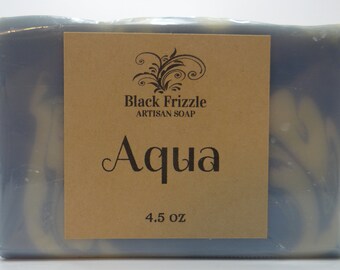 Black Frizzle
ARTISAN SOAP
Aqua
4.5 oz